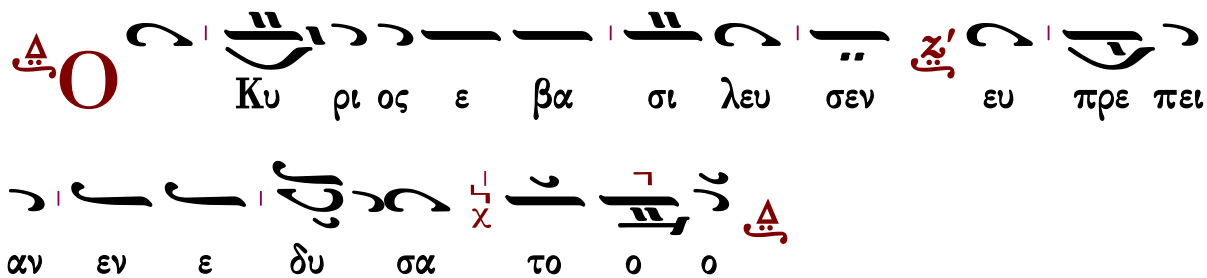 Ο Κυ ρι ος ε βα σι λευ σεν ευ πρε πει
αν εν ε δυ σα το ο ο